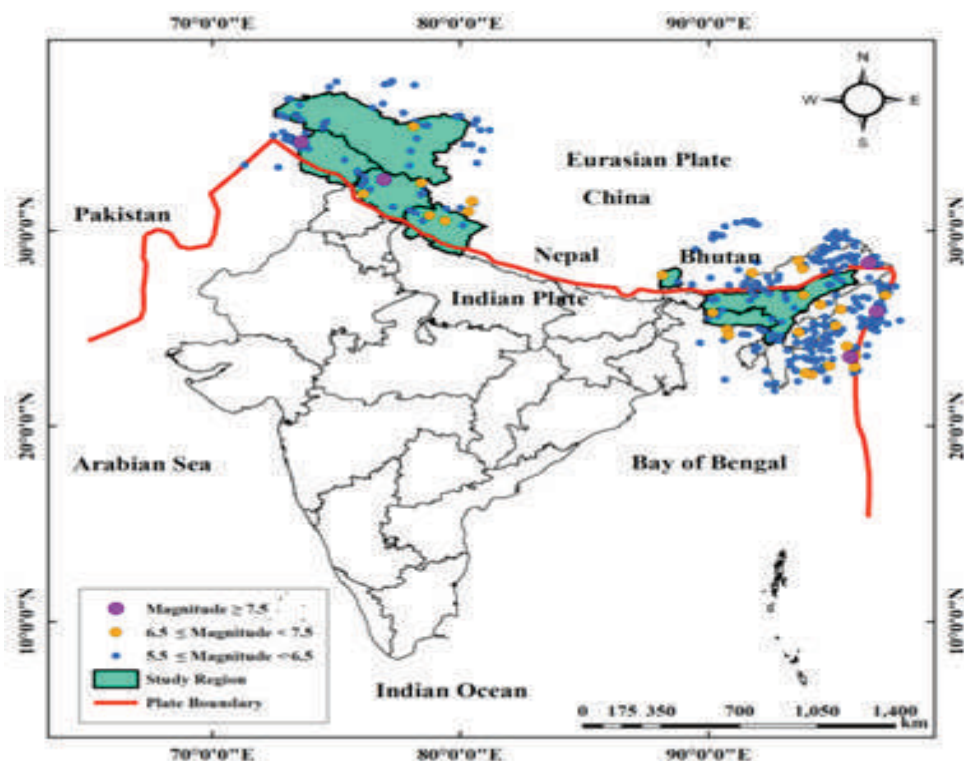 70°0'0"E 80°0'0"E 90°0'0"E
N
W E
S
Eurasian Plate
China
Pakistan
30°0'0"N 30°0'0"N
Nepal Bhutan
Indian Plate
20°0'0"N 20°0'0"N
Arabian Sea Bay of Bengal
Magnitude ≥ 7.5
6.5 ≤ Magnitude < 7.5
5.5 ≤ Magnitude < 6.5
10°0'0"N 10°0'0"N
Study Region
Plate Boundary
Indian Ocean
0 175 350 700 1,050 1,400
km
70°0'0"E 80°0'0"E 90°0'0"E